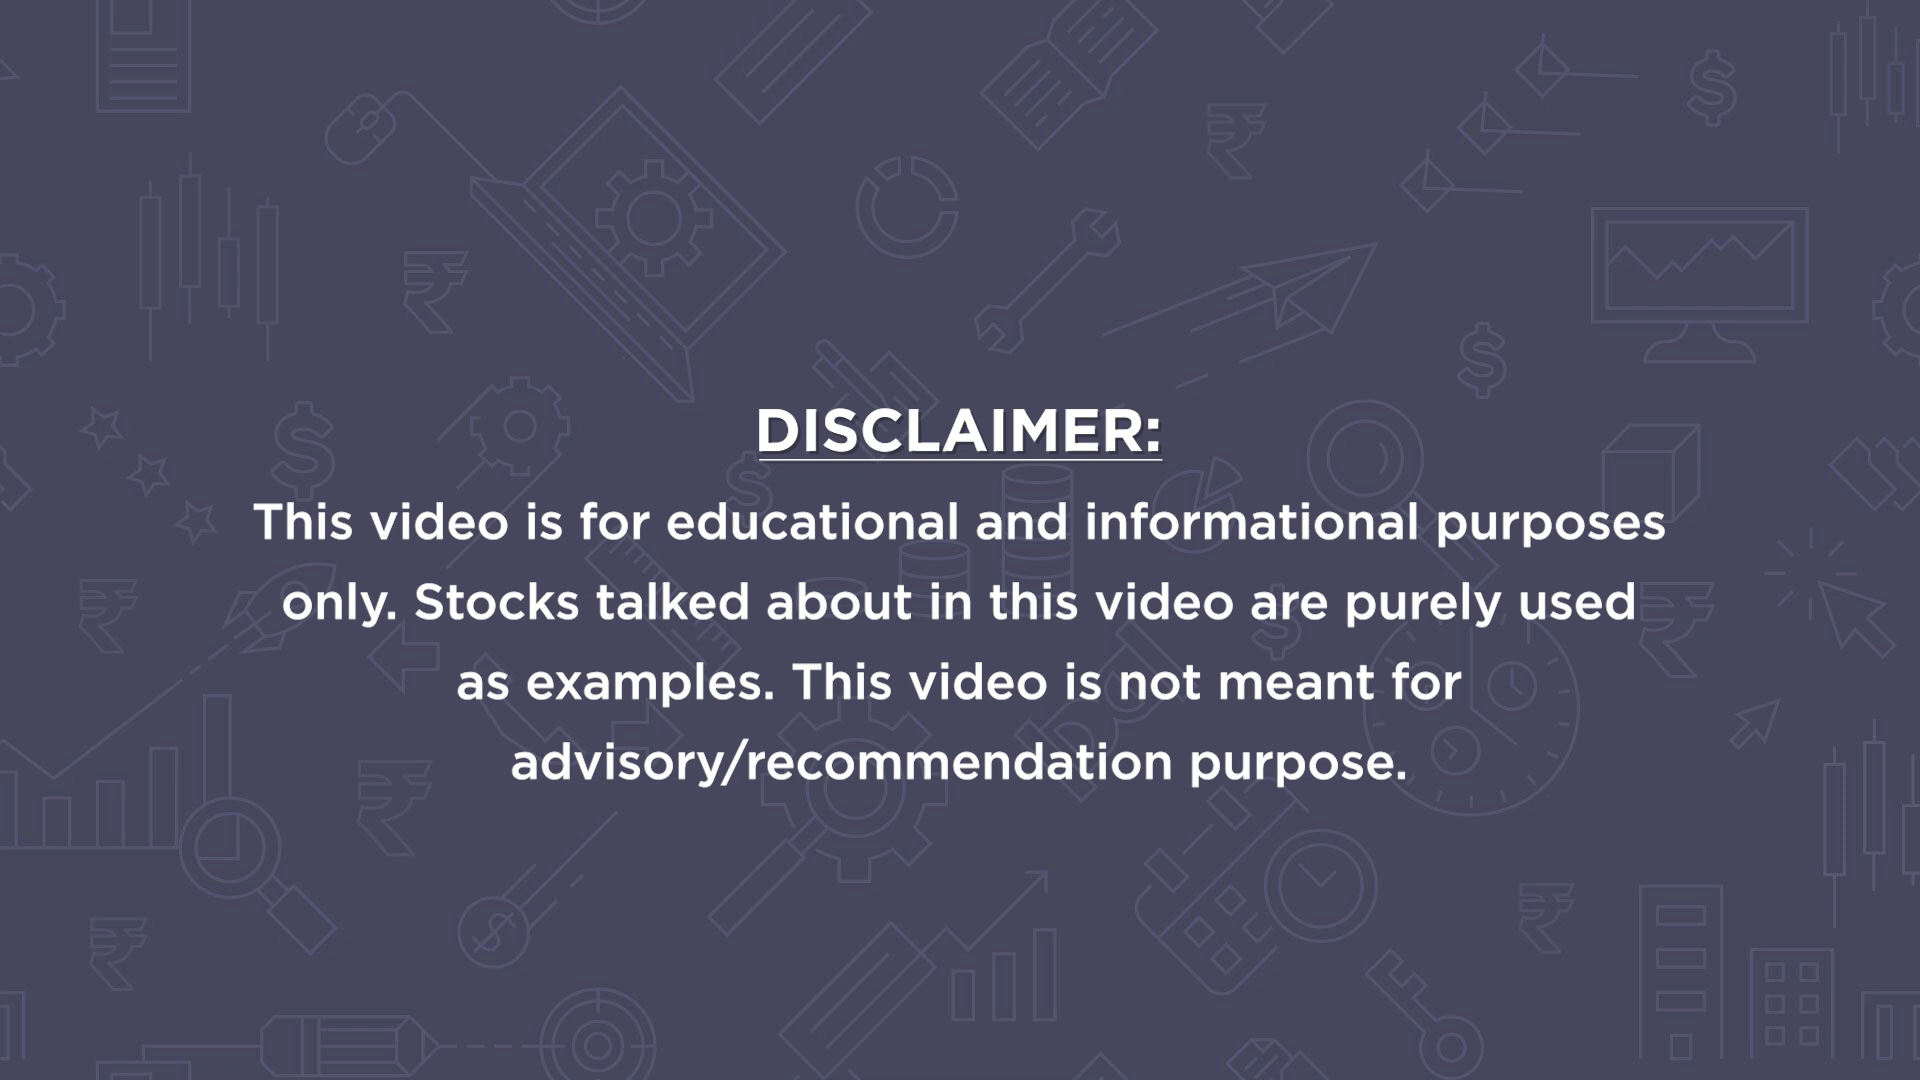 DISCLAIMER:
This video is for educational and informational purposes
only. Stocks talked about in this video are purely used
as examples. This video is not meant for
advisory/recommendation purpose.